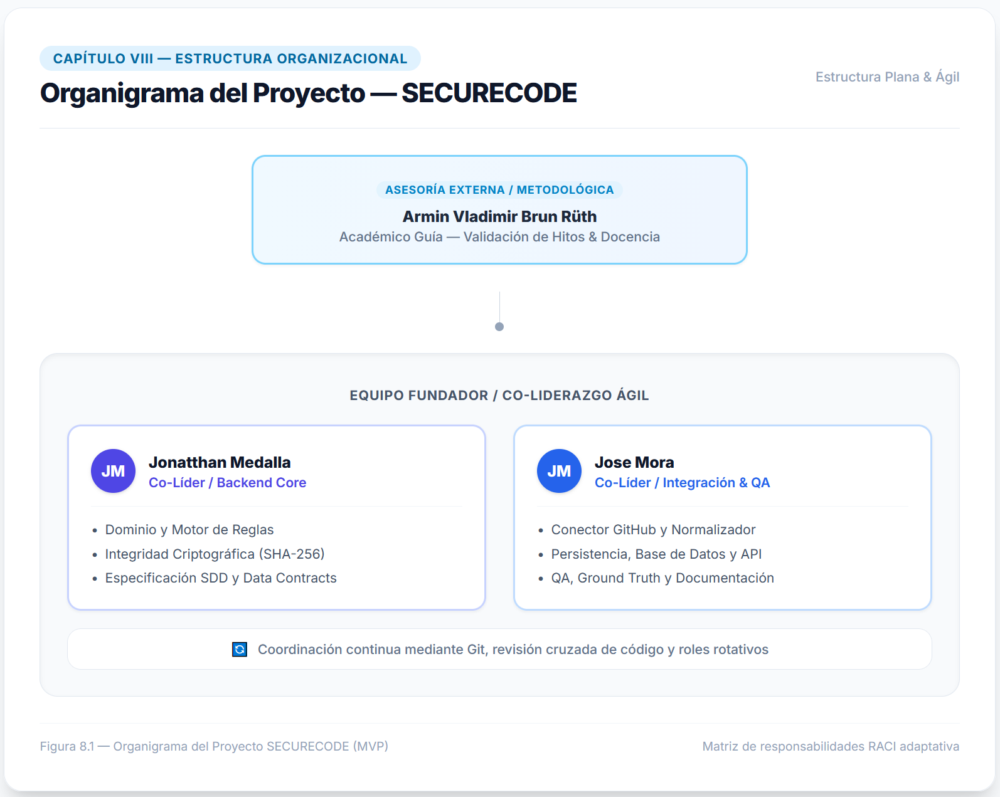 CAPÍTULO VIII — ESTRUCTURA ORGANIZACIONAL
Organigrama del Proyecto — SECURECODE
Estructura Plana & Ágil
ASESORÍA EXTERNA / METODOLÓGICA
Armin Vladimir Brun Rüth
Académico Guía — Validación de Hitos & Docencia
EQUIPO FUNDADOR / CO-LIDERAZGO ÁGIL
JM
Jonatthan Medalla
Co-Líder / Backend Core
• Dominio y Motor de Reglas
• Integridad Criptográfica (SHA-256)
• Especificación SDD y Data Contracts
JM
Jose Mora
Co-Líder / Integración & QA
• Conector GitHub y Normalizador
• Persistencia, Base de Datos y API
• QA, Ground Truth y Documentación
Coordinación continua mediante Git, revisión cruzada de código y roles rotativos
Figura 8.1 — Organigrama del Proyecto SECURECODE (MVP)
Matriz de responsabilidades RACI adaptativa